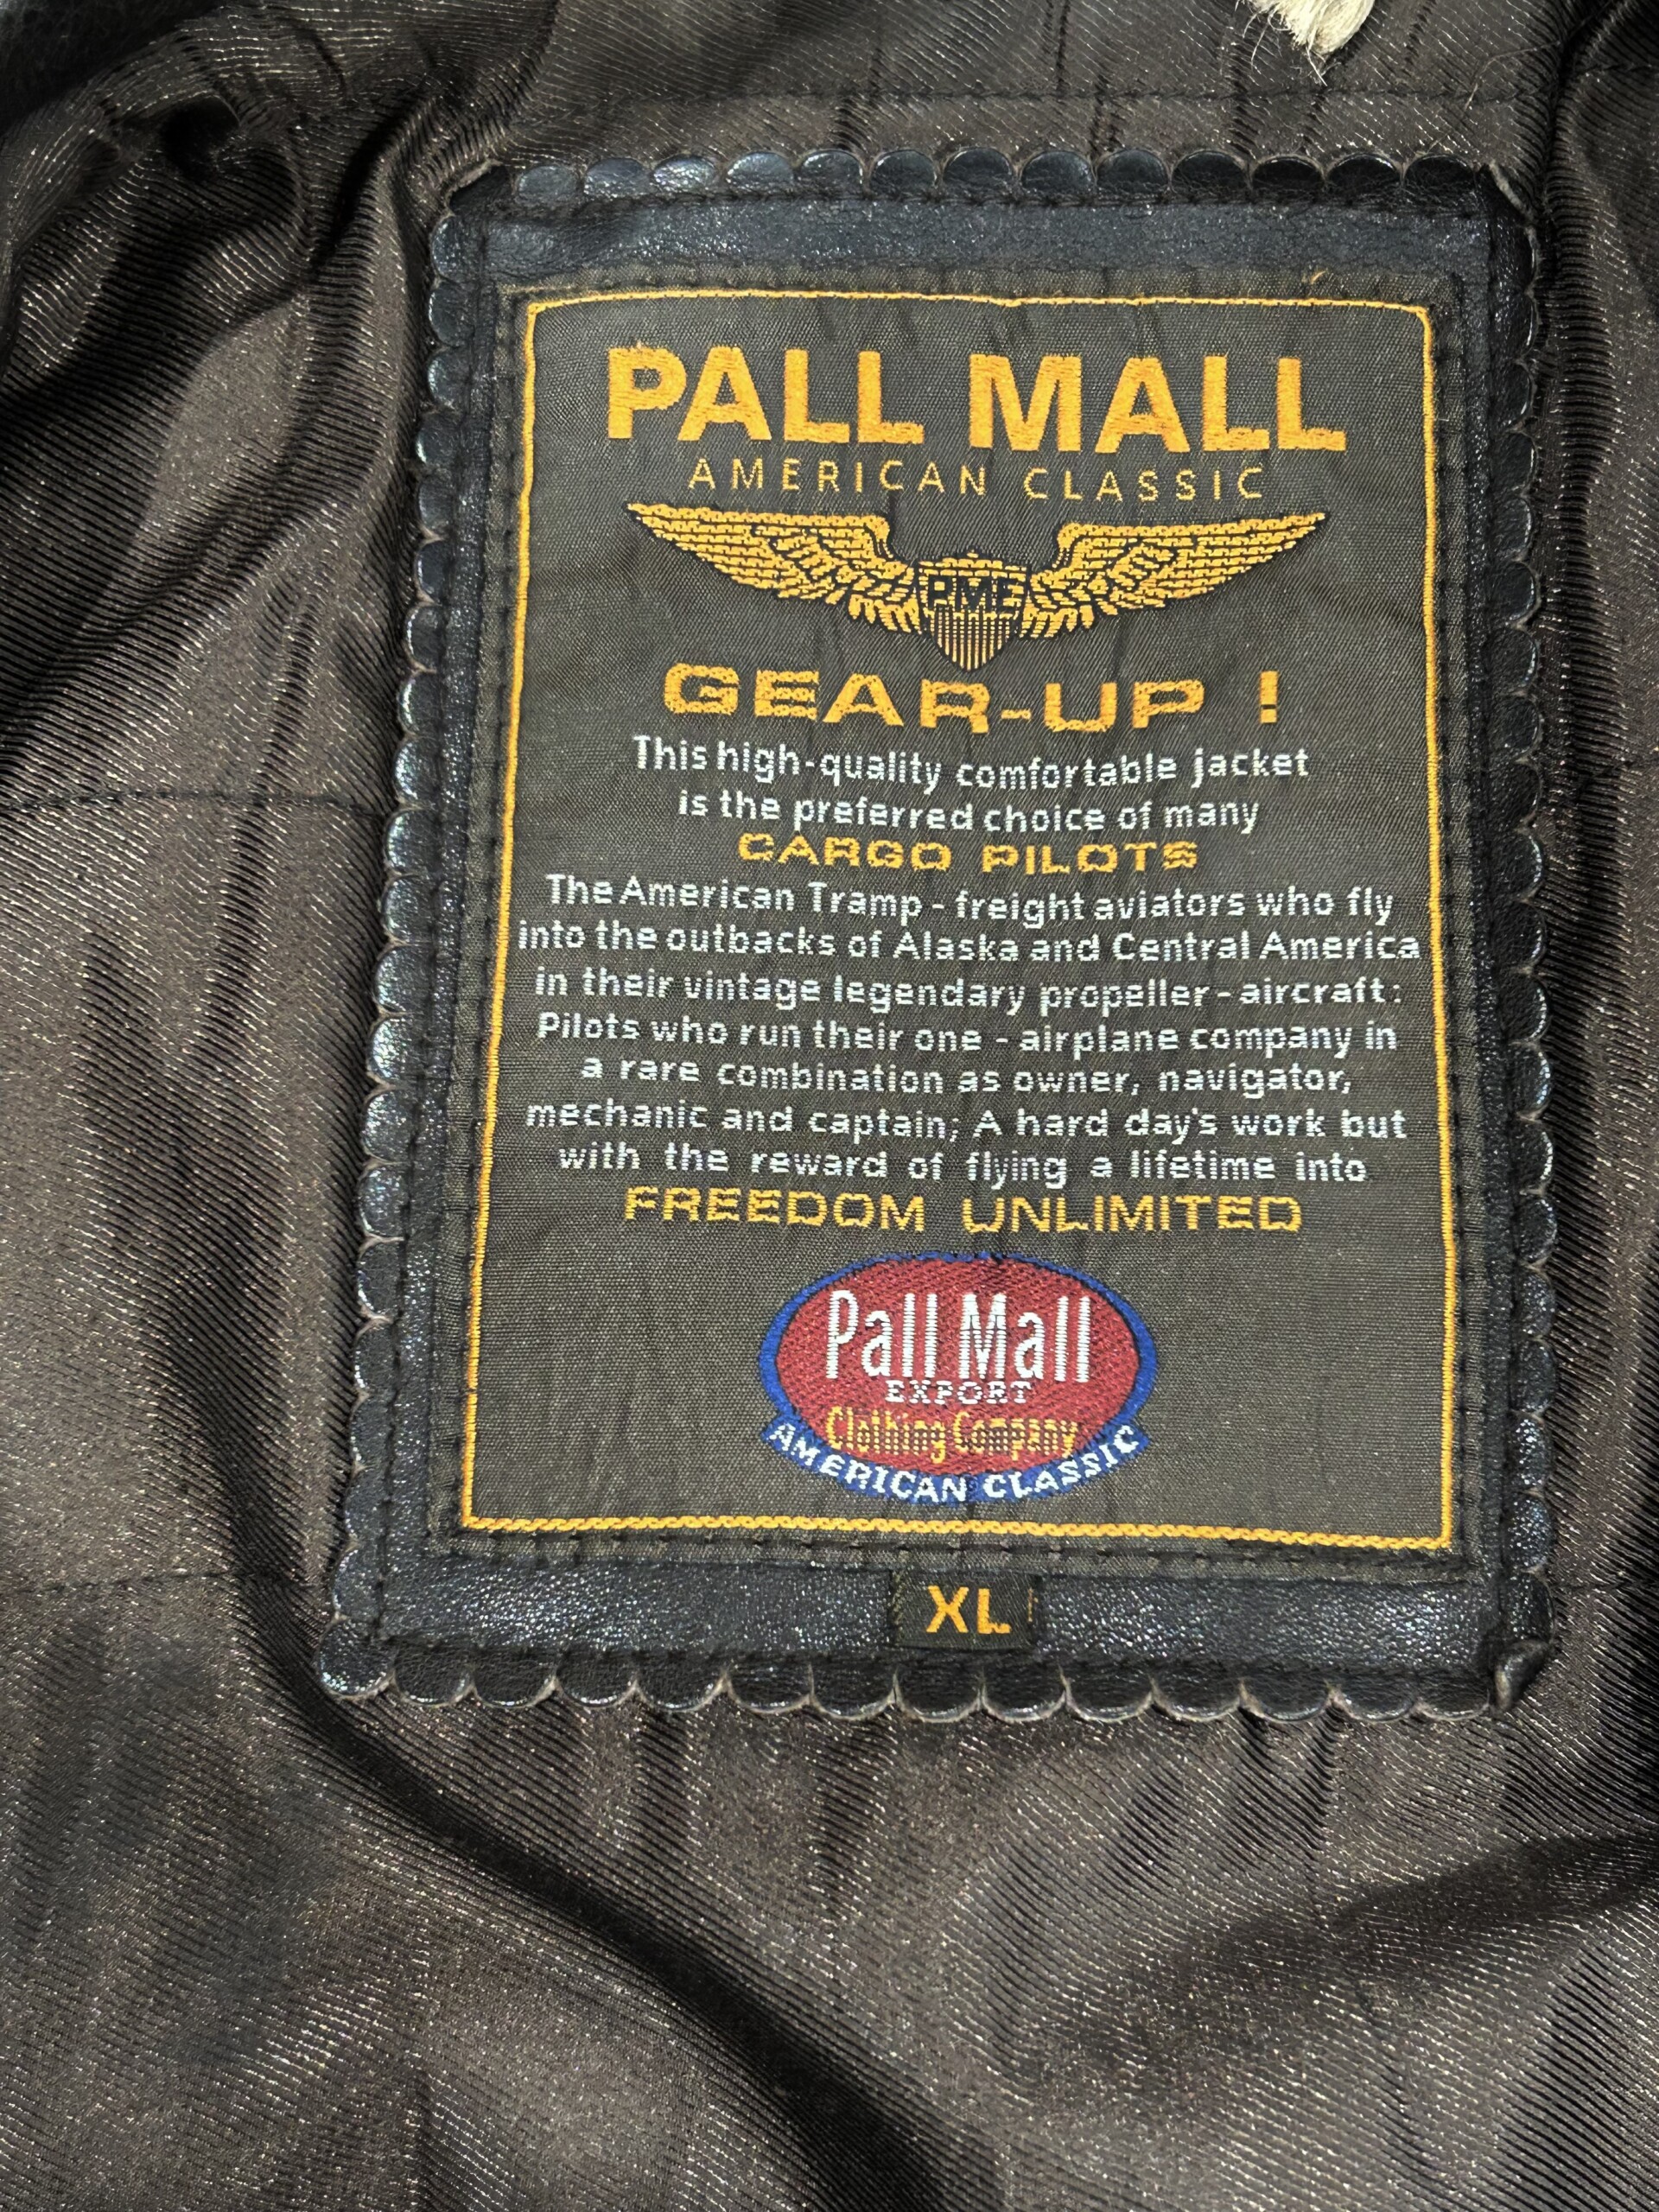 PALL MALL
AMERICAN CLASSIC
PME
GEAR-UP !
This high-quality comfortable jacket
is the preferred choice of many
CARGO PILOTS
The American Tramp - freight aviators who fly
into the outbacks of Alaska and Central America
in their vintage legendary propeller - aircraft:
Pilots who run their one - airplane company in
a rare combination as owner, navigator,
mechanic and captain; A hard day's work but
with the reward of flying a lifetime into
FREEDOM UNLIMITED
Pall Mall
EXPORT
Clothing Company
AMERICAN CLASSIC
XL